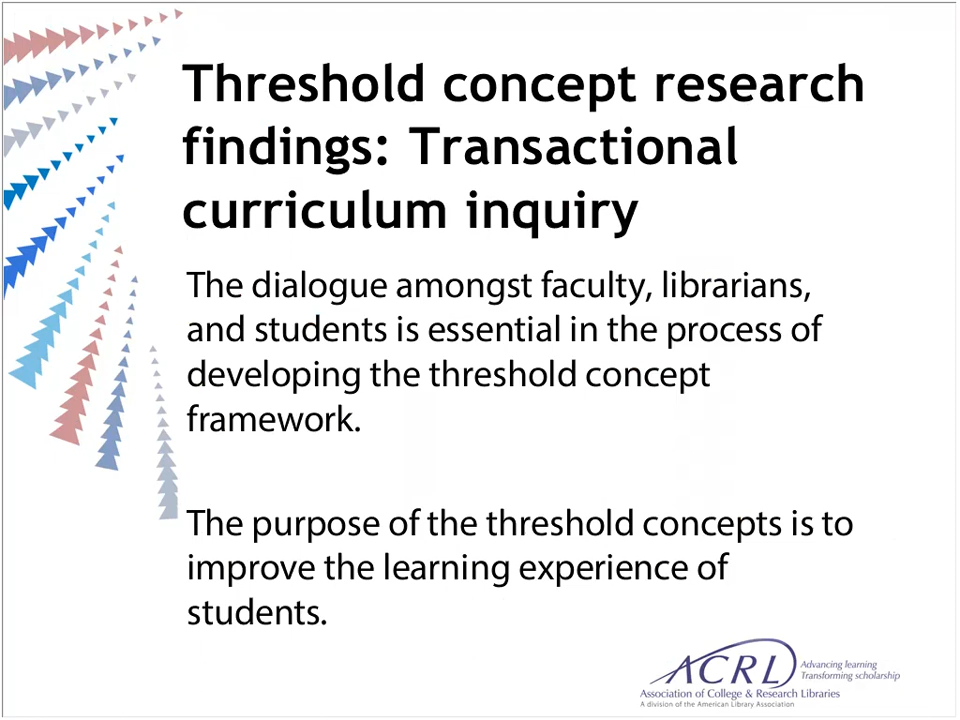 Threshold concept research
findings: Transactional
curriculum inquiry
The dialogue amongst faculty, librarians,
and students is essential in the process of
developing the threshold concept
framework.
The purpose of the threshold concepts is to
improve the learning experience of
students.
ACRL
Advancing learning
Transforming scholarship
Association of College & Research Libraries
A division of the American Library Association